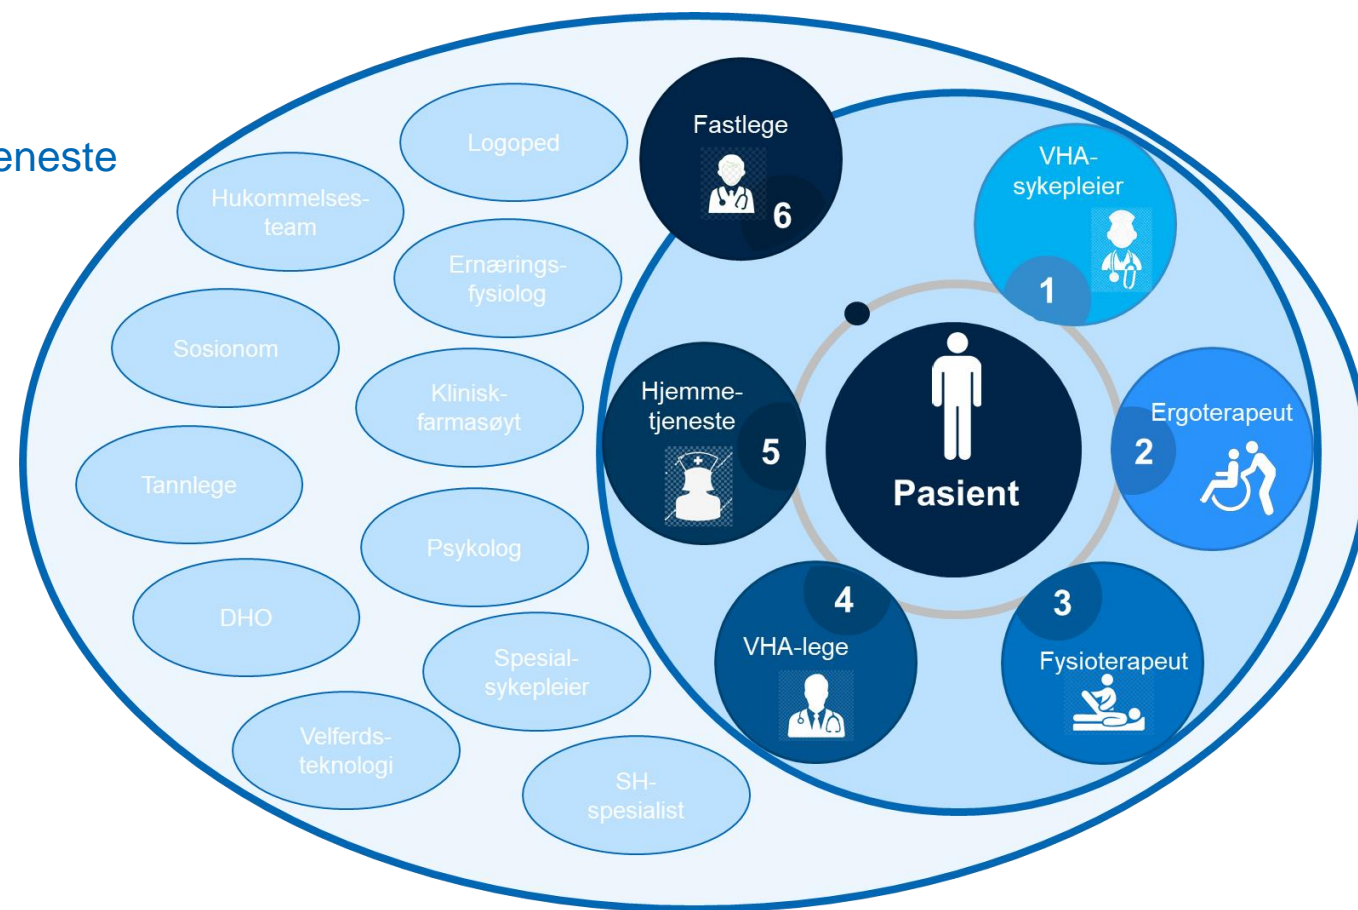 eneste
Logoped
Hukommelses-
team
Ernærings-
fysiolog
Sosionom
Klinisk-
farmasøyt
Tannlege
Psykolog
DHO
Spesial-
sykepleier
Velferds-
teknologi
SH-
spesialist
Fastlege
6
VHA-
sykepleier
1
Ergoterapeut
2
Fysioterapeut
3
VHA-lege
4
Hjemme-
tjeneste
5
Pasient